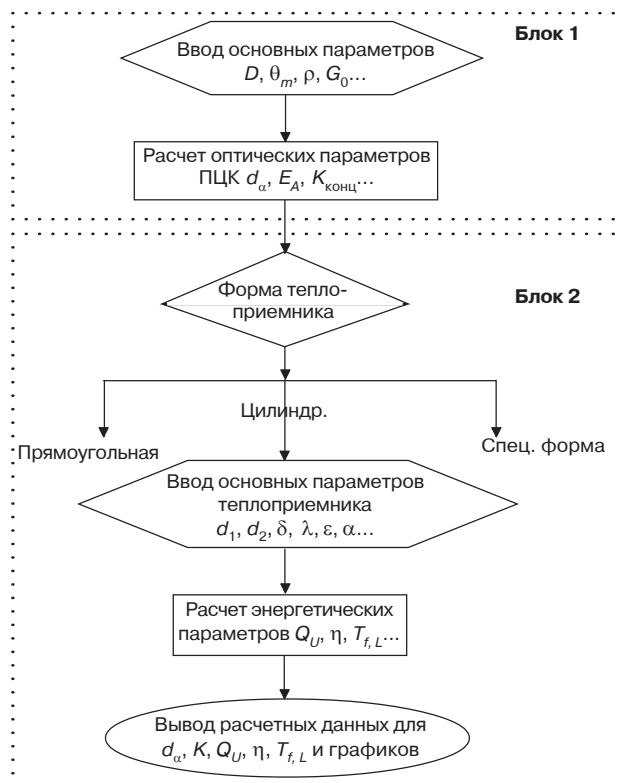 Блок 1
Ввод основных параметров
D, θm, ρ, G0...
Расчет оптических параметров
ПЦК dα, EA, Kконц...
Форма тепло-
приемника
Блок 2
Цилиндр.
Прямоугольная
Спец. форма
Ввод основных параметров
теплоприемника
d1, d2, δ, λ, ε, α...
Расчет энергетических
параметров QU, η, Tf, L...
Вывод расчетных данных для
dα, K, QU, η, Tf, L и графиков